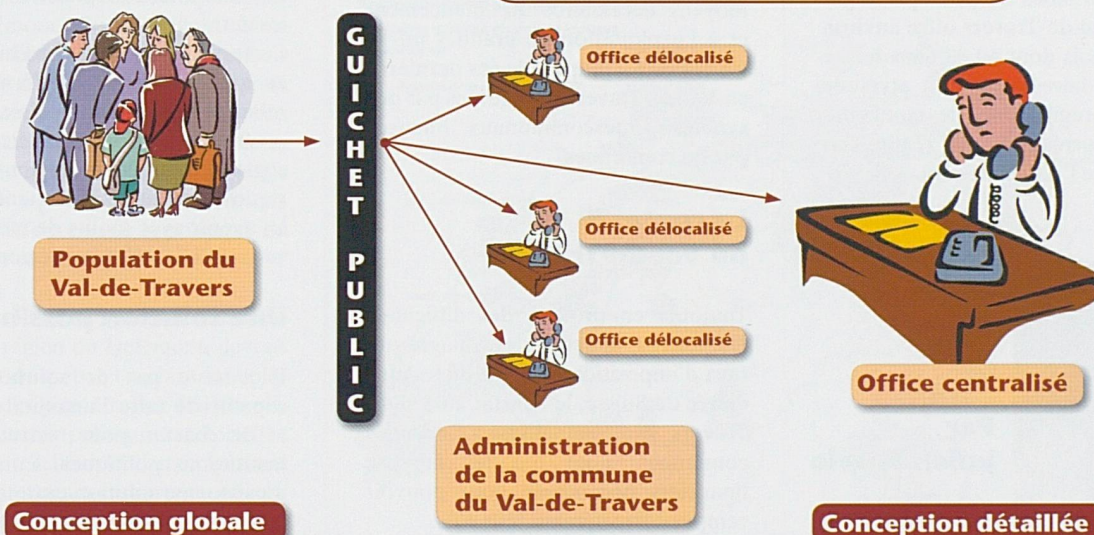 GUICHET PUBLIC
Office délocalisé
Office délocalisé
Office délocalisé
Population du
Val-de-Travers
Office centralisé
Administration
de la commune
du Val-de-Travers
Conception globale
Conception détaillée